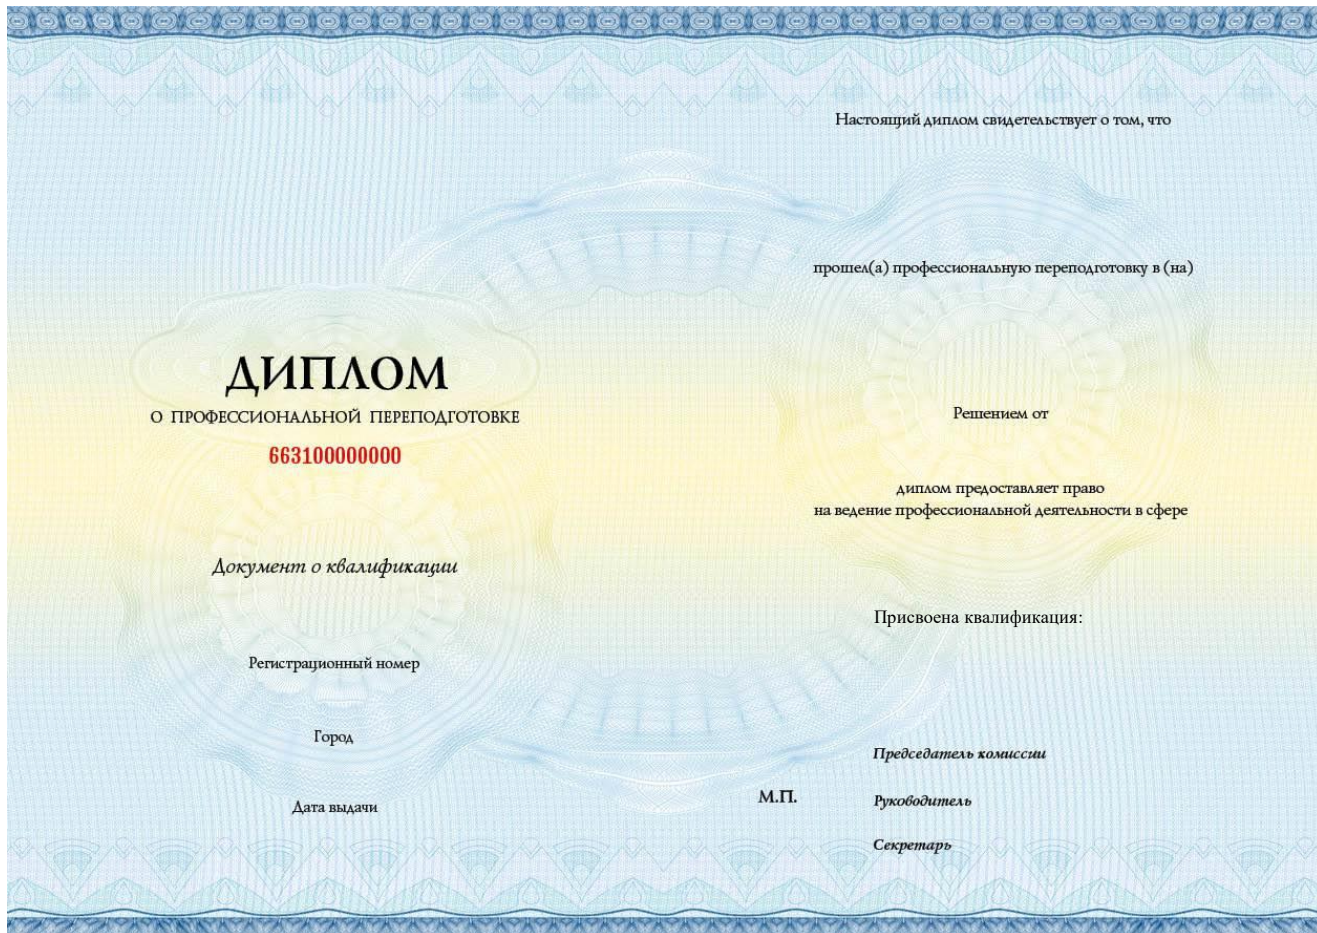 ДИПЛОМ
О ПРОФЕССИОНАЛЬНОЙ ПЕРЕПОДГОТОВКЕ
663100000000
Документ о квалификации
Регистрационный номер
Город
Дата выдачи
Настоящий диплом свидетельствует о том, что
прошел(а) профессиональную переподготовку в (на)
Решением от
диплом предоставляет право
на ведение профессиональной деятельности в сфере
Присвоена квалификация:
Председатель комиссии
М.П.
Руководитель
Секретарь